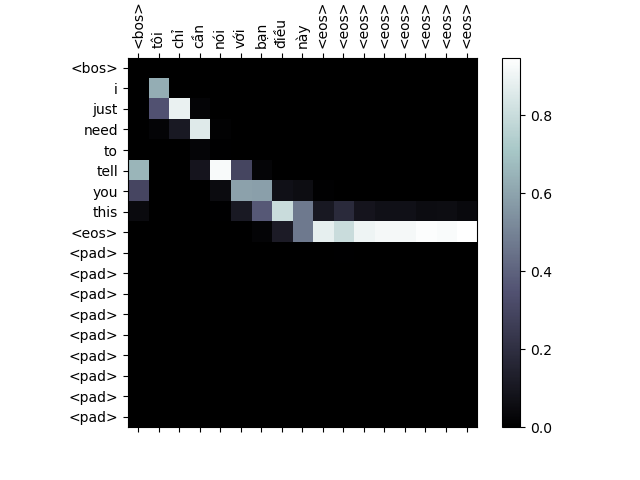 <bos> tôi chỉ cần nói với bạn điều này <eos> <eos> <eos> <eos> <eos> <eos> <eos> <eos>
<bos>
i
just
need
to
tell
you
this
<eos>
<pad>
<pad>
<pad>
<pad>
<pad>
<pad>
<pad>
<pad>
<pad>
0.8
0.6
0.4
0.2
0.0